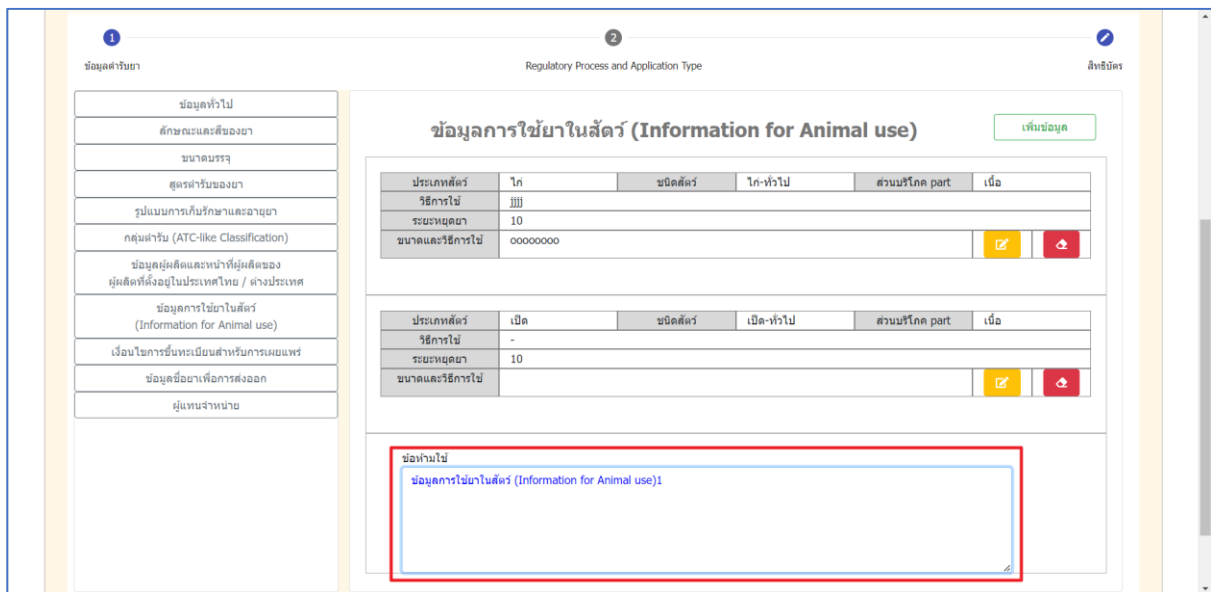 1
2
ข้อมูลตำรับยา
Regulatory Process and Application Type
สิทธิบัตร
ข้อมูลทั่วไป
ลักษณะและสีของยา
ขนาดบรรจุ
สูตรตำรับของยา
รูปแบบการเก็บรักษาและอายุยา
กลุ่มตำรับ (ATC-like Classification)
ข้อมูลผู้ผลิตและหน้าที่ผู้ผลิตของ
ผู้ผลิตที่ตั้งอยู่ในประเทศไทย / ต่างประเทศ
ข้อมูลการใช้ยาในสัตว์
(Information for Animal use)
เงื่อนไขการขึ้นทะเบียนสำหรับการเผยแพร่
ข้อมูลชื่อยาเพื่อการส่งออก
ผู้แทนจำหน่าย
ข้อมูลการใช้ยาในสัตว์ (Information for Animal use)
เพิ่มข้อมูล
ประเภทสัตว์ ไก่ ชนิดสัตว์ ไก่-ทั่วไป ส่วนบริโภค part เนื้อ
วิธีการใช้ jjjj
ระยะหยุดยา 10
ขนาดและวิธีการใช้ oooooooo
ประเภทสัตว์ เป็ด ชนิดสัตว์ เป็ด-ทั่วไป ส่วนบริโภค part เนื้อ
วิธีการใช้ -
ระยะหยุดยา 10
ขนาดและวิธีการใช้
ข้อห้ามใช้
ข้อมูลการใช้ยาในสัตว์ (Information for Animal use)1